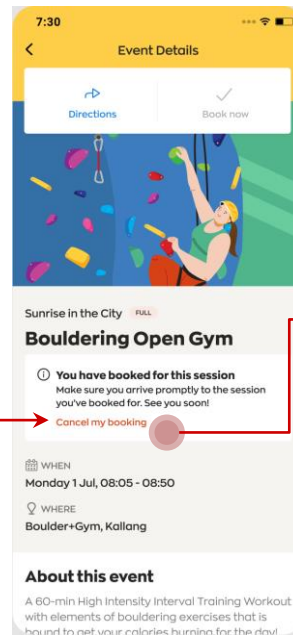 7:30
Event Details
Directions
Book now
Sunrise in the City FULL
Bouldering Open Gym
You have booked for this session
Make sure you arrive promptly to the session
you've booked for. See you soon!
Cancel my booking
WHEN
Monday 1 Jul, 08:05 - 08:50
WHERE
Boulder+Gym, Kallang
About this event
A 60-min High Intensity Interval Training Workout
with elements of bouldering exercises that is
bound to get your calories burning for the day!